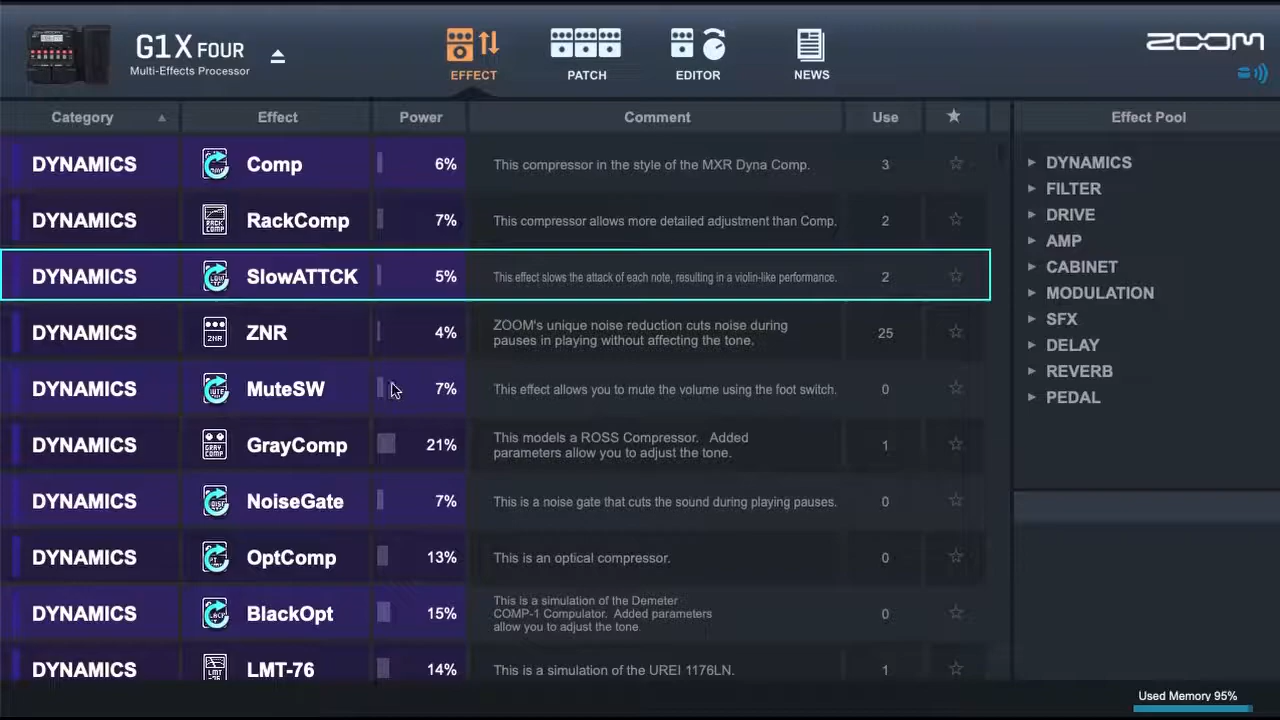 G1X FOUR
Multi-Effects Processor
EFFECT
PATCH
EDITOR
NEWS
ZOOM
Category Effect Power Comment Use
DYNAMICS Comp 6% This compressor in the style of the MXR Dyna Comp. 3
DYNAMICS RackComp 7% This compressor allows more detailed adjustment than Comp. 2
DYNAMICS SlowATTCK 5% This effect slows the attack of each note, resulting in a violin-like performance. 2
DYNAMICS ZNR 4% ZOOM's unique noise reduction cuts noise during
pauses in playing without affecting the tone. 25
DYNAMICS MuteSW 7% This effect allows you to mute the volume using the foot switch. 0
DYNAMICS GrayComp 21% This models a ROSS Compressor. Added
parameters allow you to adjust the tone. 1
DYNAMICS NoiseGate 7% This is a noise gate that cuts the sound during playing pauses. 0
DYNAMICS OptComp 13% This is an optical compressor. 0
DYNAMICS BlackOpt 15% This is a simulation of the Demeter
COMP-1 Compulator. Added parameters
allow you to adjust the tone 0
DYNAMICS LMT-76 14% This is a simulation of the UREI 1176LN. 1
Effect Pool
DYNAMICS
FILTER
DRIVE
AMP
CABINET
MODULATION
SFX
DELAY
REVERB
PEDAL
Used Memory 95%